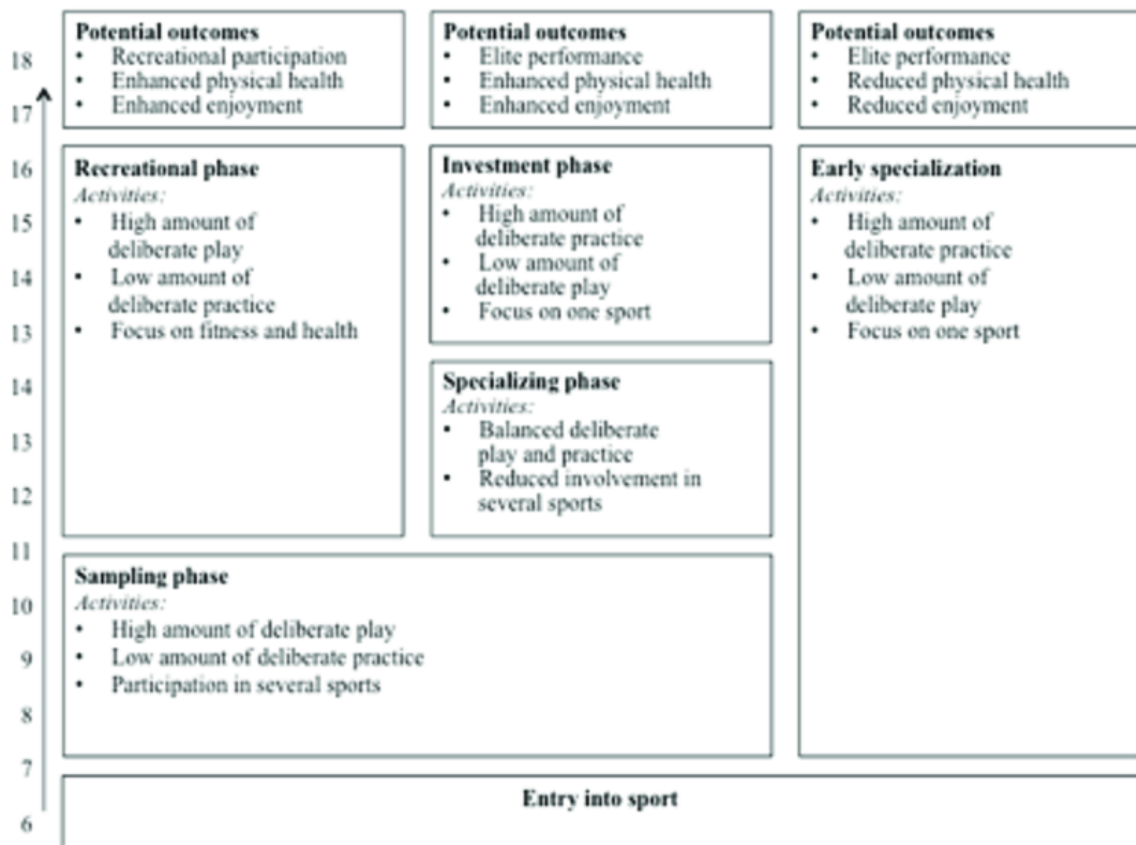 18
17
16
15
14
13
14
13
12
11
10
9
8
7
6
Potential outcomes
• Recreational participation
• Enhanced physical health
• Enhanced enjoyment
Potential outcomes
• Elite performance
• Enhanced physical health
• Enhanced enjoyment
Potential outcomes
• Elite performance
• Reduced physical health
• Reduced enjoyment
Recreational phase
Activities:
• High amount of
deliberate play
• Low amount of
deliberate practice
• Focus on fitness and health
Investment phase
Activities:
• High amount of
deliberate practice
• Low amount of
deliberate play
• Focus on one sport
Early specialization
Activities:
• High amount of
deliberate practice
• Low amount of
deliberate play
• Focus on one sport
Specializing phase
Activities:
• Balanced deliberate
play and practice
• Reduced involvement in
several sports
Sampling phase
Activities:
• High amount of deliberate play
• Low amount of deliberate practice
• Participation in several sports
Entry into sport